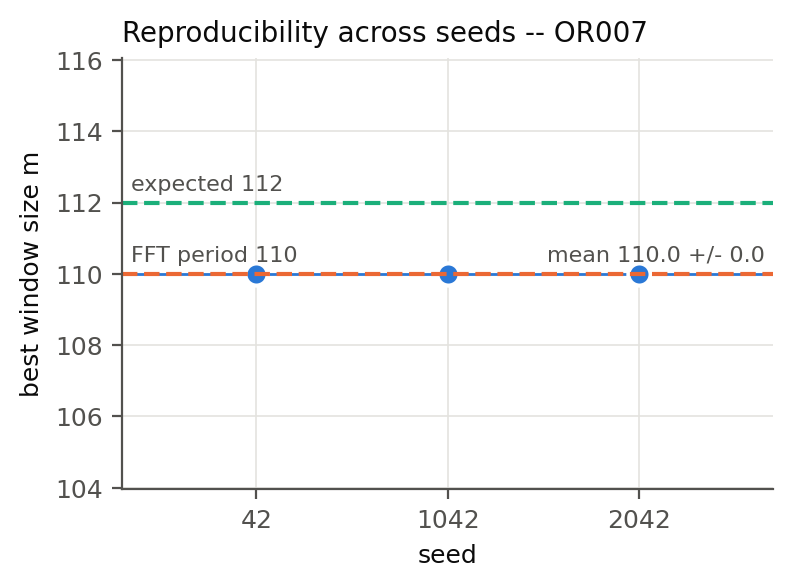 Reproducibility across seeds -- OR007
116
114
112
110
108
106
104
best window size m
expected 112
FFT period 110
mean 110.0 +/- 0.0
42
1042
2042
seed